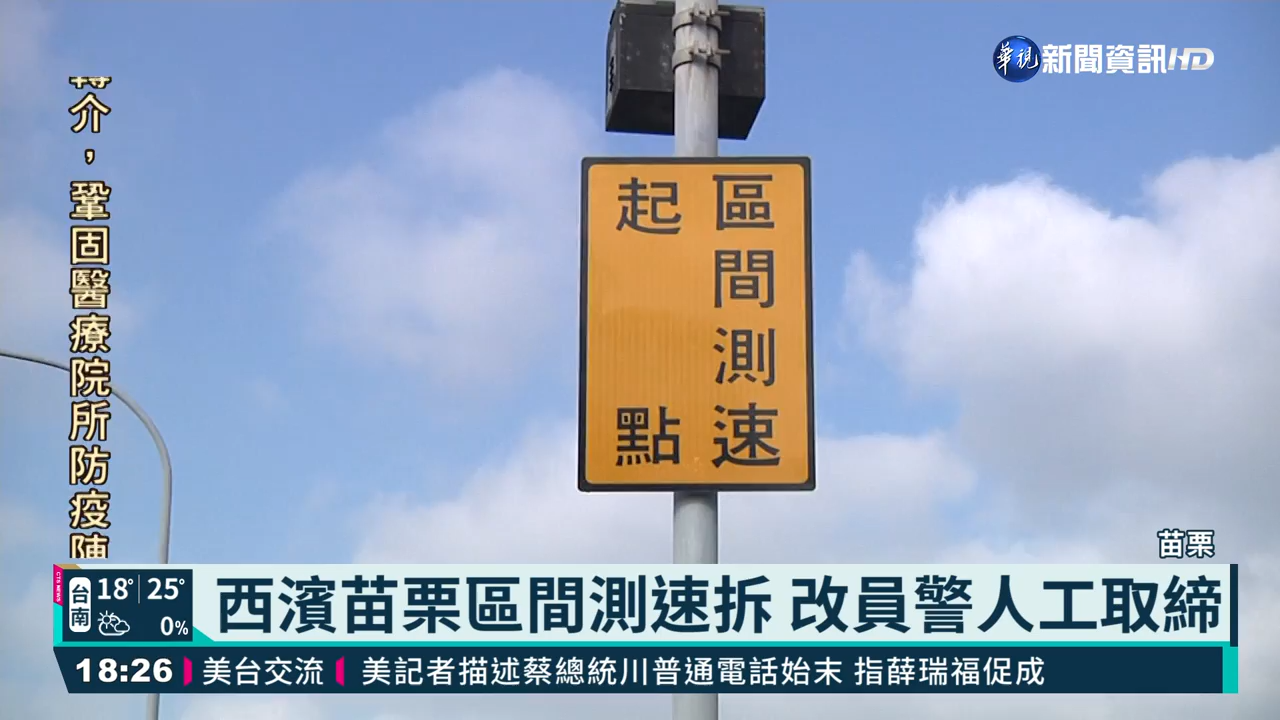 華視新聞資訊HD
介，鞏固醫療院所防疫陣
區間測速
起點
苗栗
西濱苗栗區間測速拆 改員警人工取締
CTS NEWS
台南
18° 25°
0%
18:26 美台交流 美記者描述蔡總統川普通電話始末 指薛瑞福促成